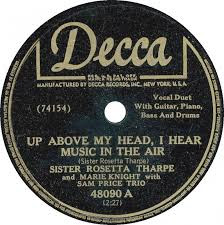 Decca
MANUFACTURED BY DECCA RECORDS, INC., NEW YORK, U.S.A.
(74154)
Vocal Duet
With Guitar, Piano,
Bass And Drums
UP ABOVE MY HEAD, I HEAR
MUSIC IN THE AIR
(Sister Rosetta Tharpe)
SISTER ROSETTA THARPE
and MARIE KNIGHT with
SAM PRICE TRIO
48090 A
(2:27)